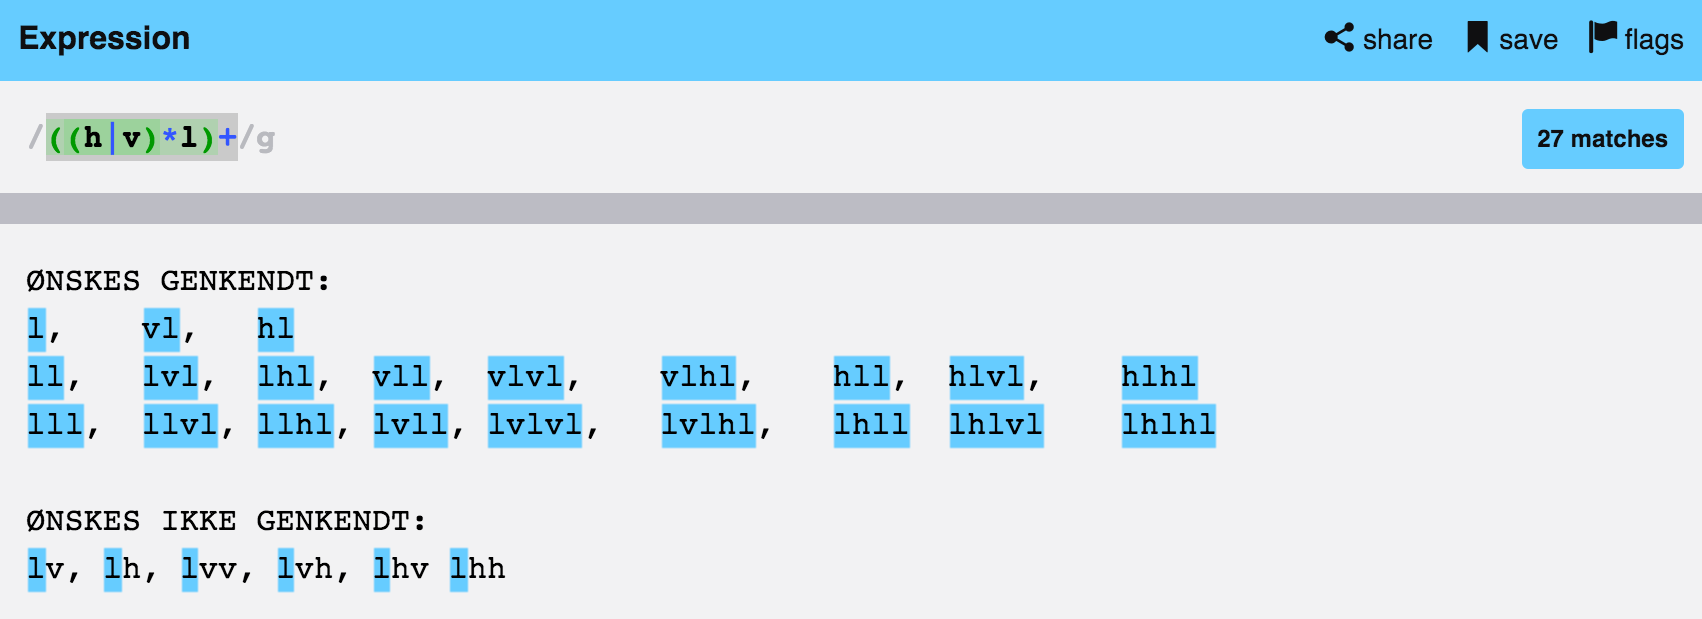 Expression share save flags
/((h|v)*l)+/g 27 matches
ØNSKES GENKENDT:
l, vl, hl
ll, lvl, lhl, vll, vlvl, vlhl, hll, hlvl, hlhl
lll, llvl, llhl, lvll, lvlvl, lvlhl, lhll lhlvl lhlhl
ØNSKES IKKE GENKENDT:
lv, lh, lvv, lvh, lhv lhh